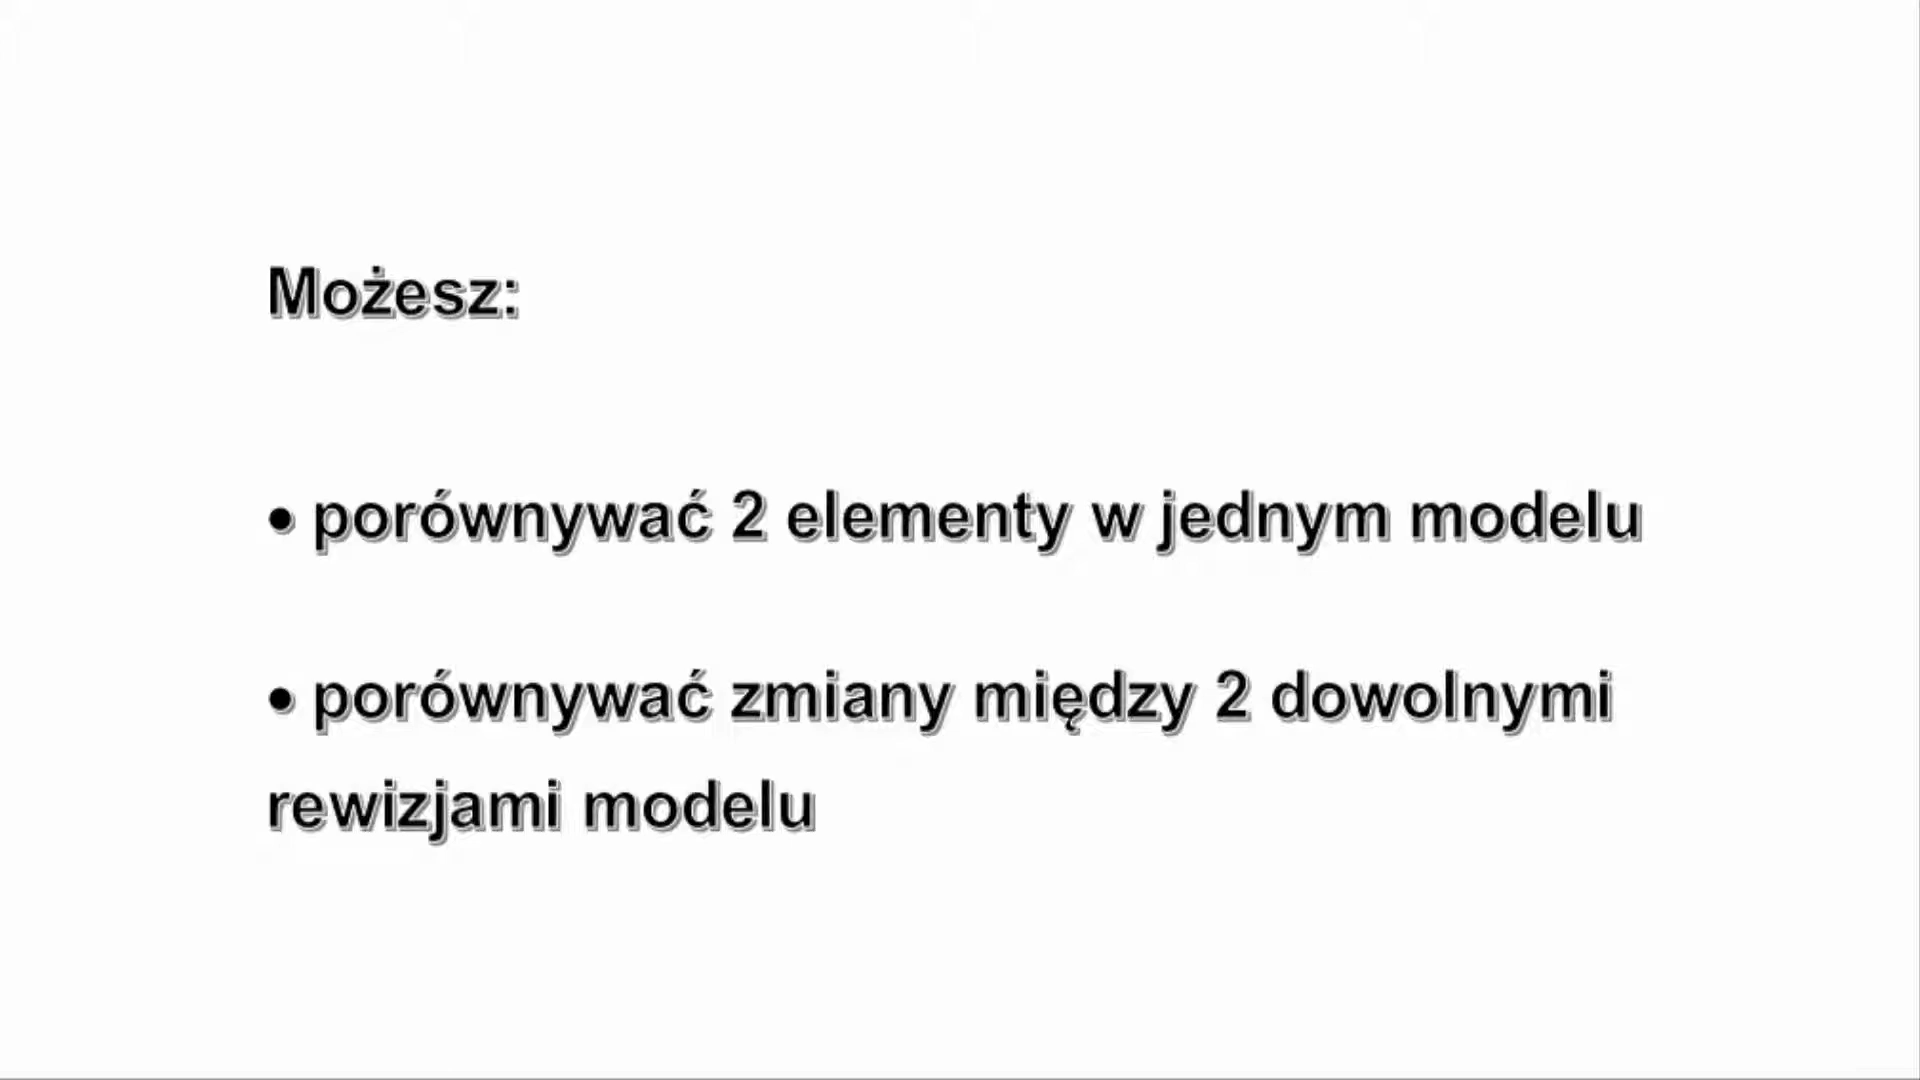 Możesz:
• porównywać 2 elementy w jednym modelu
• porównywać zmiany między 2 dowolnymi
rewizjami modelu